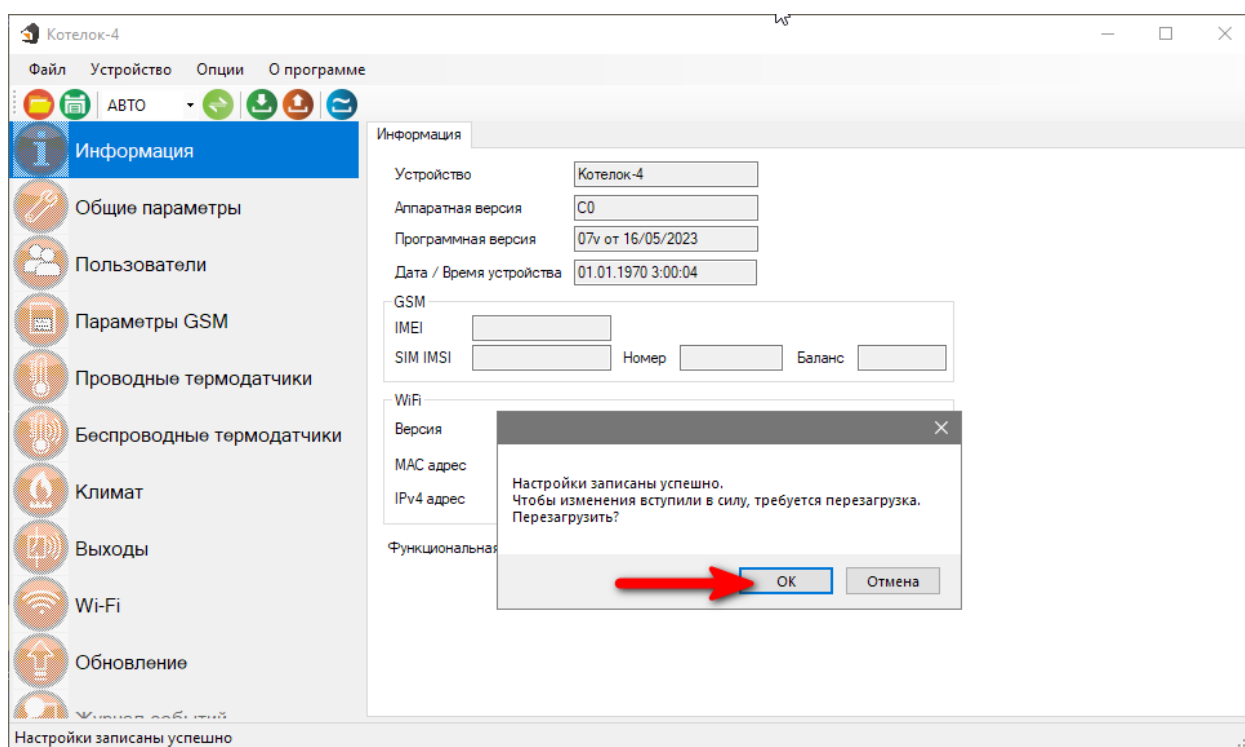 Котелок-4
Файл Устройство Опции О программе
АВТО
Информация
Общие параметры
Пользователи
Параметры GSM
Проводные термодатчики
Беспроводные термодатчики
Климат
Выходы
Wi-Fi
Обновление
Журнал событий
Информация
Устройство Котелок-4
Аппаратная версия C0
Программная версия 07v от 16/05/2023
Дата / Время устройства 01.01.1970 3:00:04
GSM
IMEI
SIM IMSI Номер Баланс
WiFi
Версия
MAC адрес
IPv4 адрес
Функциональная
Настройки записаны успешно.
Чтобы изменения вступили в силу, требуется перезагрузка.
Перезагрузить?
OK Отмена
Настройки записаны успешно